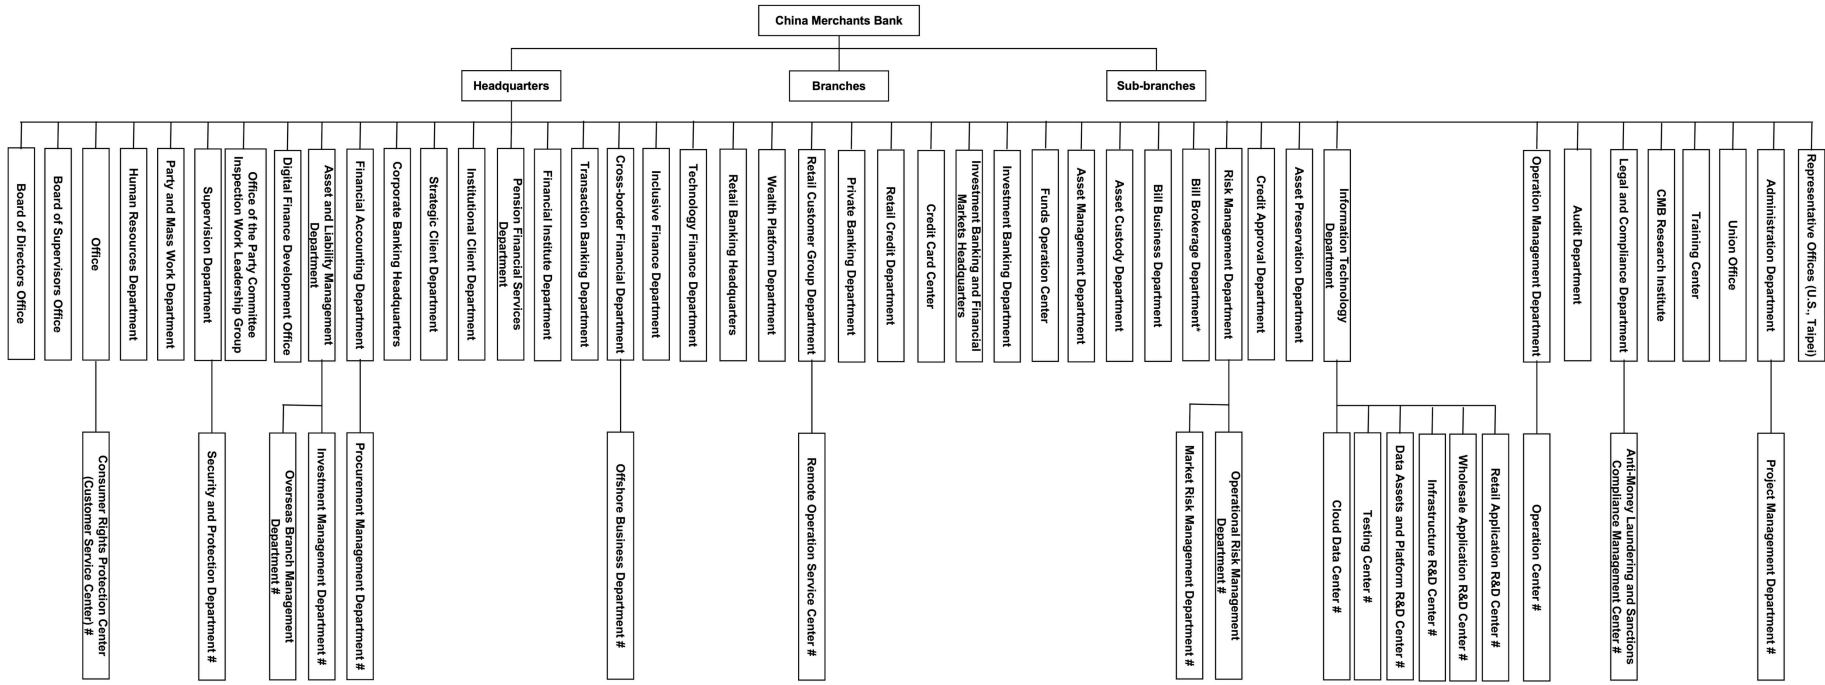 China Merchants Bank
Headquarters
Branches
Sub-branches
Board of Directors Office
Board of Supervisors Office
Office
Human Resources Department
Party and Mass Work Department
Supervision Department
Office of the Party Committee
Inspection Work Leadership Group
Digital Finance Development Office
Asset and Liability Management
Department
Financial Accounting Department
Corporate Banking Headquarters
Strategic Client Department
Institutional Client Department
Pension Financial Services
Department
Financial Institute Department
Transaction Banking Department
Cross-border Financial Department
Inclusive Finance Department
Technology Finance Department
Retail Banking Headquarters
Wealth Platform Department
Retail Customer Group Department
Private Banking Department
Retail Credit Department
Credit Card Center
Investment Banking and Financial
Markets Headquarters
Investment Banking Department
Funds Operation Center
Asset Management Department
Asset Custody Department
Bill Business Department
Bill Brokerage Department*
Risk Management Department
Credit Approval Department
Asset Preservation Department
Information Technology
Department
Operation Management Department
Audit Department
Legal and Compliance Department
CMB Research Institute
Training Center
Union Office
Administration Department
Representative Offices (U.S., Taipei)
Consumer Rights Protection Center
(Customer Service Center) #
Security and Protection Department #
Overseas Branch Management
Department #
Investment Management Department #
Procurement Management Department #
Offshore Business Department #
Remote Operation Service Center #
Market Risk Management Department #
Operational Risk Management
Department #
Cloud Data Center #
Testing Center #
Data Assets and Platform R&D Center #
Infrastructure R&D Center #
Wholesale Application R&D Center #
Retail Application R&D Center #
Operation Center #
Anti-Money Laundering and Sanctions
Compliance Management Center #
Project Management Department #